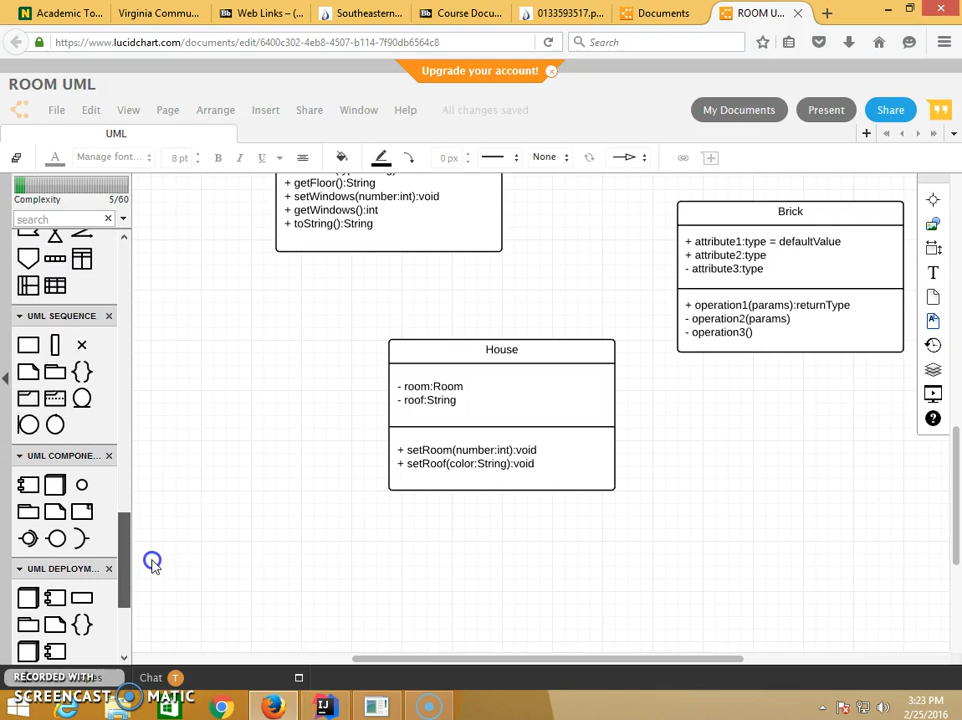 Academic To...
Virginia Commu...
Web Links – (...
Southeastern...
Course Docu...
0133593517.p...
Documents
ROOM U...
https://www.lucidchart.com/documents/edit/6400c302-4eb8-4507-b114-7f90db6564c8
Search
Upgrade your account!
ROOM UML
File Edit View Page Arrange Insert Share Window Help All changes saved
My Documents Present Share
UML
Manage font... 8 pt B I U 0 px None
Complexity 5/60
search
UML SEQUENCE
UML COMPONE...
UML DEPLOYM...
+ getFloor():String
+ setWindows(number:int):void
+ getWindows():int
+ toString():String
Brick
+ attribute1:type = defaultValue
+ attribute2:type
- attribute3:type
+ operation1(params):returnType
- operation2(params)
- operation3()
House
- room:Room
- roof:String
+ setRoom(number:int):void
+ setRoof(color:String):void
RECORDED WITH
SCREENCAST MATIC
Chat T
3:23 PM
2/25/2016